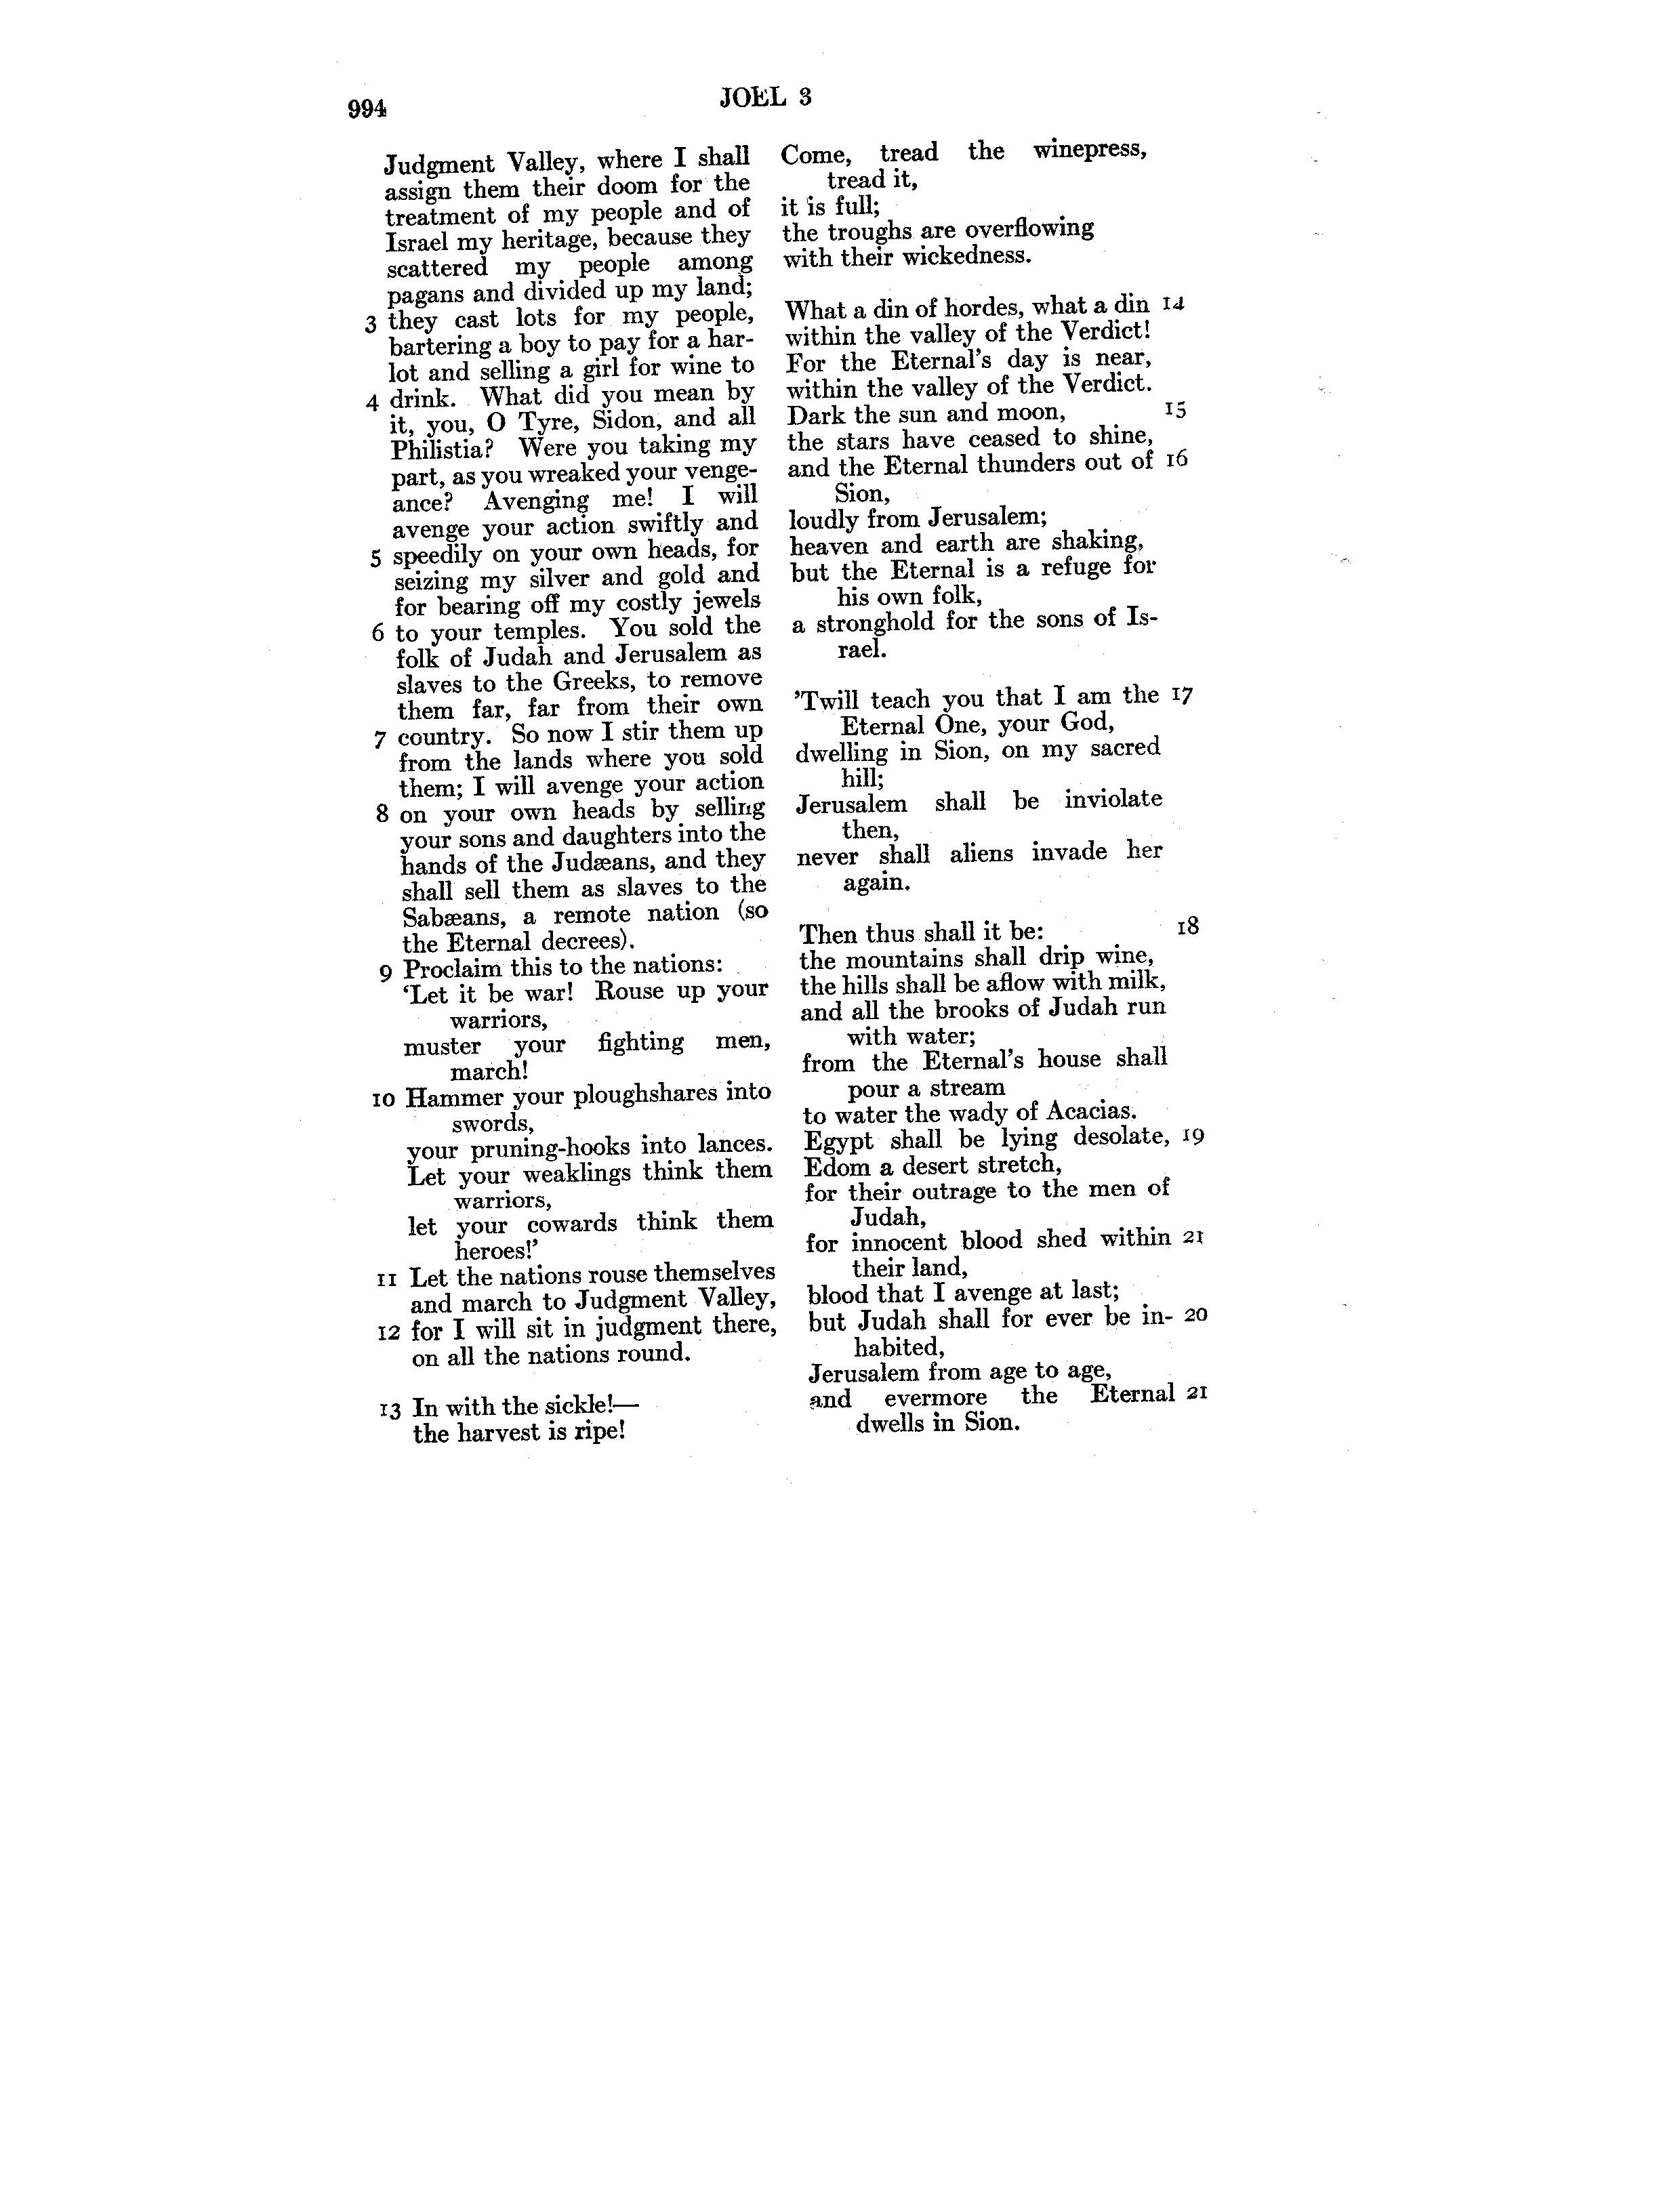 994
JOEL 3
Judgment Valley, where I shall
assign them their doom for the
treatment of my people and of
Israel my heritage, because they
scattered my people among
pagans and divided up my land;
3 they cast lots for my people,
bartering a boy to pay for a har-
lot and selling a girl for wine to
4 drink. What did you mean by
it, you, O Tyre, Sidon, and all
Philistia? Were you taking my
part, as you wreaked your venge-
ance? Avenging me! I will
avenge your action swiftly and
5 speedily on your own heads, for
seizing my silver and gold and
for bearing off my costly jewels
6 to your temples. You sold the
folk of Judah and Jerusalem as
slaves to the Greeks, to remove
them far, far from their own
7 country. So now I stir them up
from the lands where you sold
them; I will avenge your action
8 on your own heads by selling
your sons and daughters into the
hands of the Judæans, and they
shall sell them as slaves to the
Sabæans, a remote nation (so
the Eternal decrees).
9 Proclaim this to the nations:
‘Let it be war! Rouse up your
warriors,
muster your fighting men,
march!
10 Hammer your ploughshares into
swords,
your pruning-hooks into lances.
Let your weaklings think them
warriors,
let your cowards think them
heroes!’
11 Let the nations rouse themselves
and march to Judgment Valley,
12 for I will sit in judgment there,
on all the nations round.
13 In with the sickle!—
the harvest is ripe!
Come, tread the winepress,
tread it,
it is full;
the troughs are overflowing
with their wickedness.
What a din of hordes, what a din 14
within the valley of the Verdict!
For the Eternal’s day is near,
within the valley of the Verdict.
Dark the sun and moon, 15
the stars have ceased to shine,
and the Eternal thunders out of 16
Sion,
loudly from Jerusalem;
heaven and earth are shaking,
but the Eternal is a refuge for
his own folk,
a stronghold for the sons of Is-
rael.
’Twill teach you that I am the 17
Eternal One, your God,
dwelling in Sion, on my sacred
hill;
Jerusalem shall be inviolate
then,
never shall aliens invade her
again.
Then thus shall it be: 18
the mountains shall drip wine,
the hills shall be aflow with milk,
and all the brooks of Judah run
with water;
from the Eternal’s house shall
pour a stream
to water the wady of Acacias.
Egypt shall be lying desolate, 19
Edom a desert stretch,
for their outrage to the men of
Judah,
for innocent blood shed within 21
their land,
blood that I avenge at last;
but Judah shall for ever be in- 20
habited,
Jerusalem from age to age,
and evermore the Eternal 21
dwells in Sion.